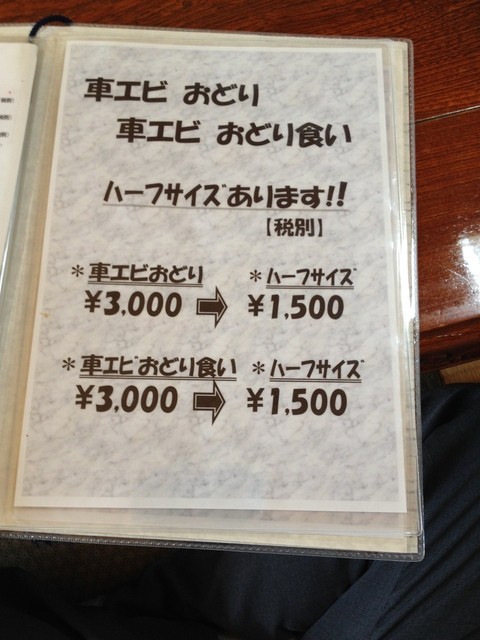 車エビ おどり
車エビ おどり食い
ハーフサイズあります!!
【税別】
＊車エビおどり ＊ハーフサイズ
¥3,000 ⇒ ¥1,500
＊車エビおどり食い ＊ハーフサイズ
¥3,000 ⇒ ¥1,500